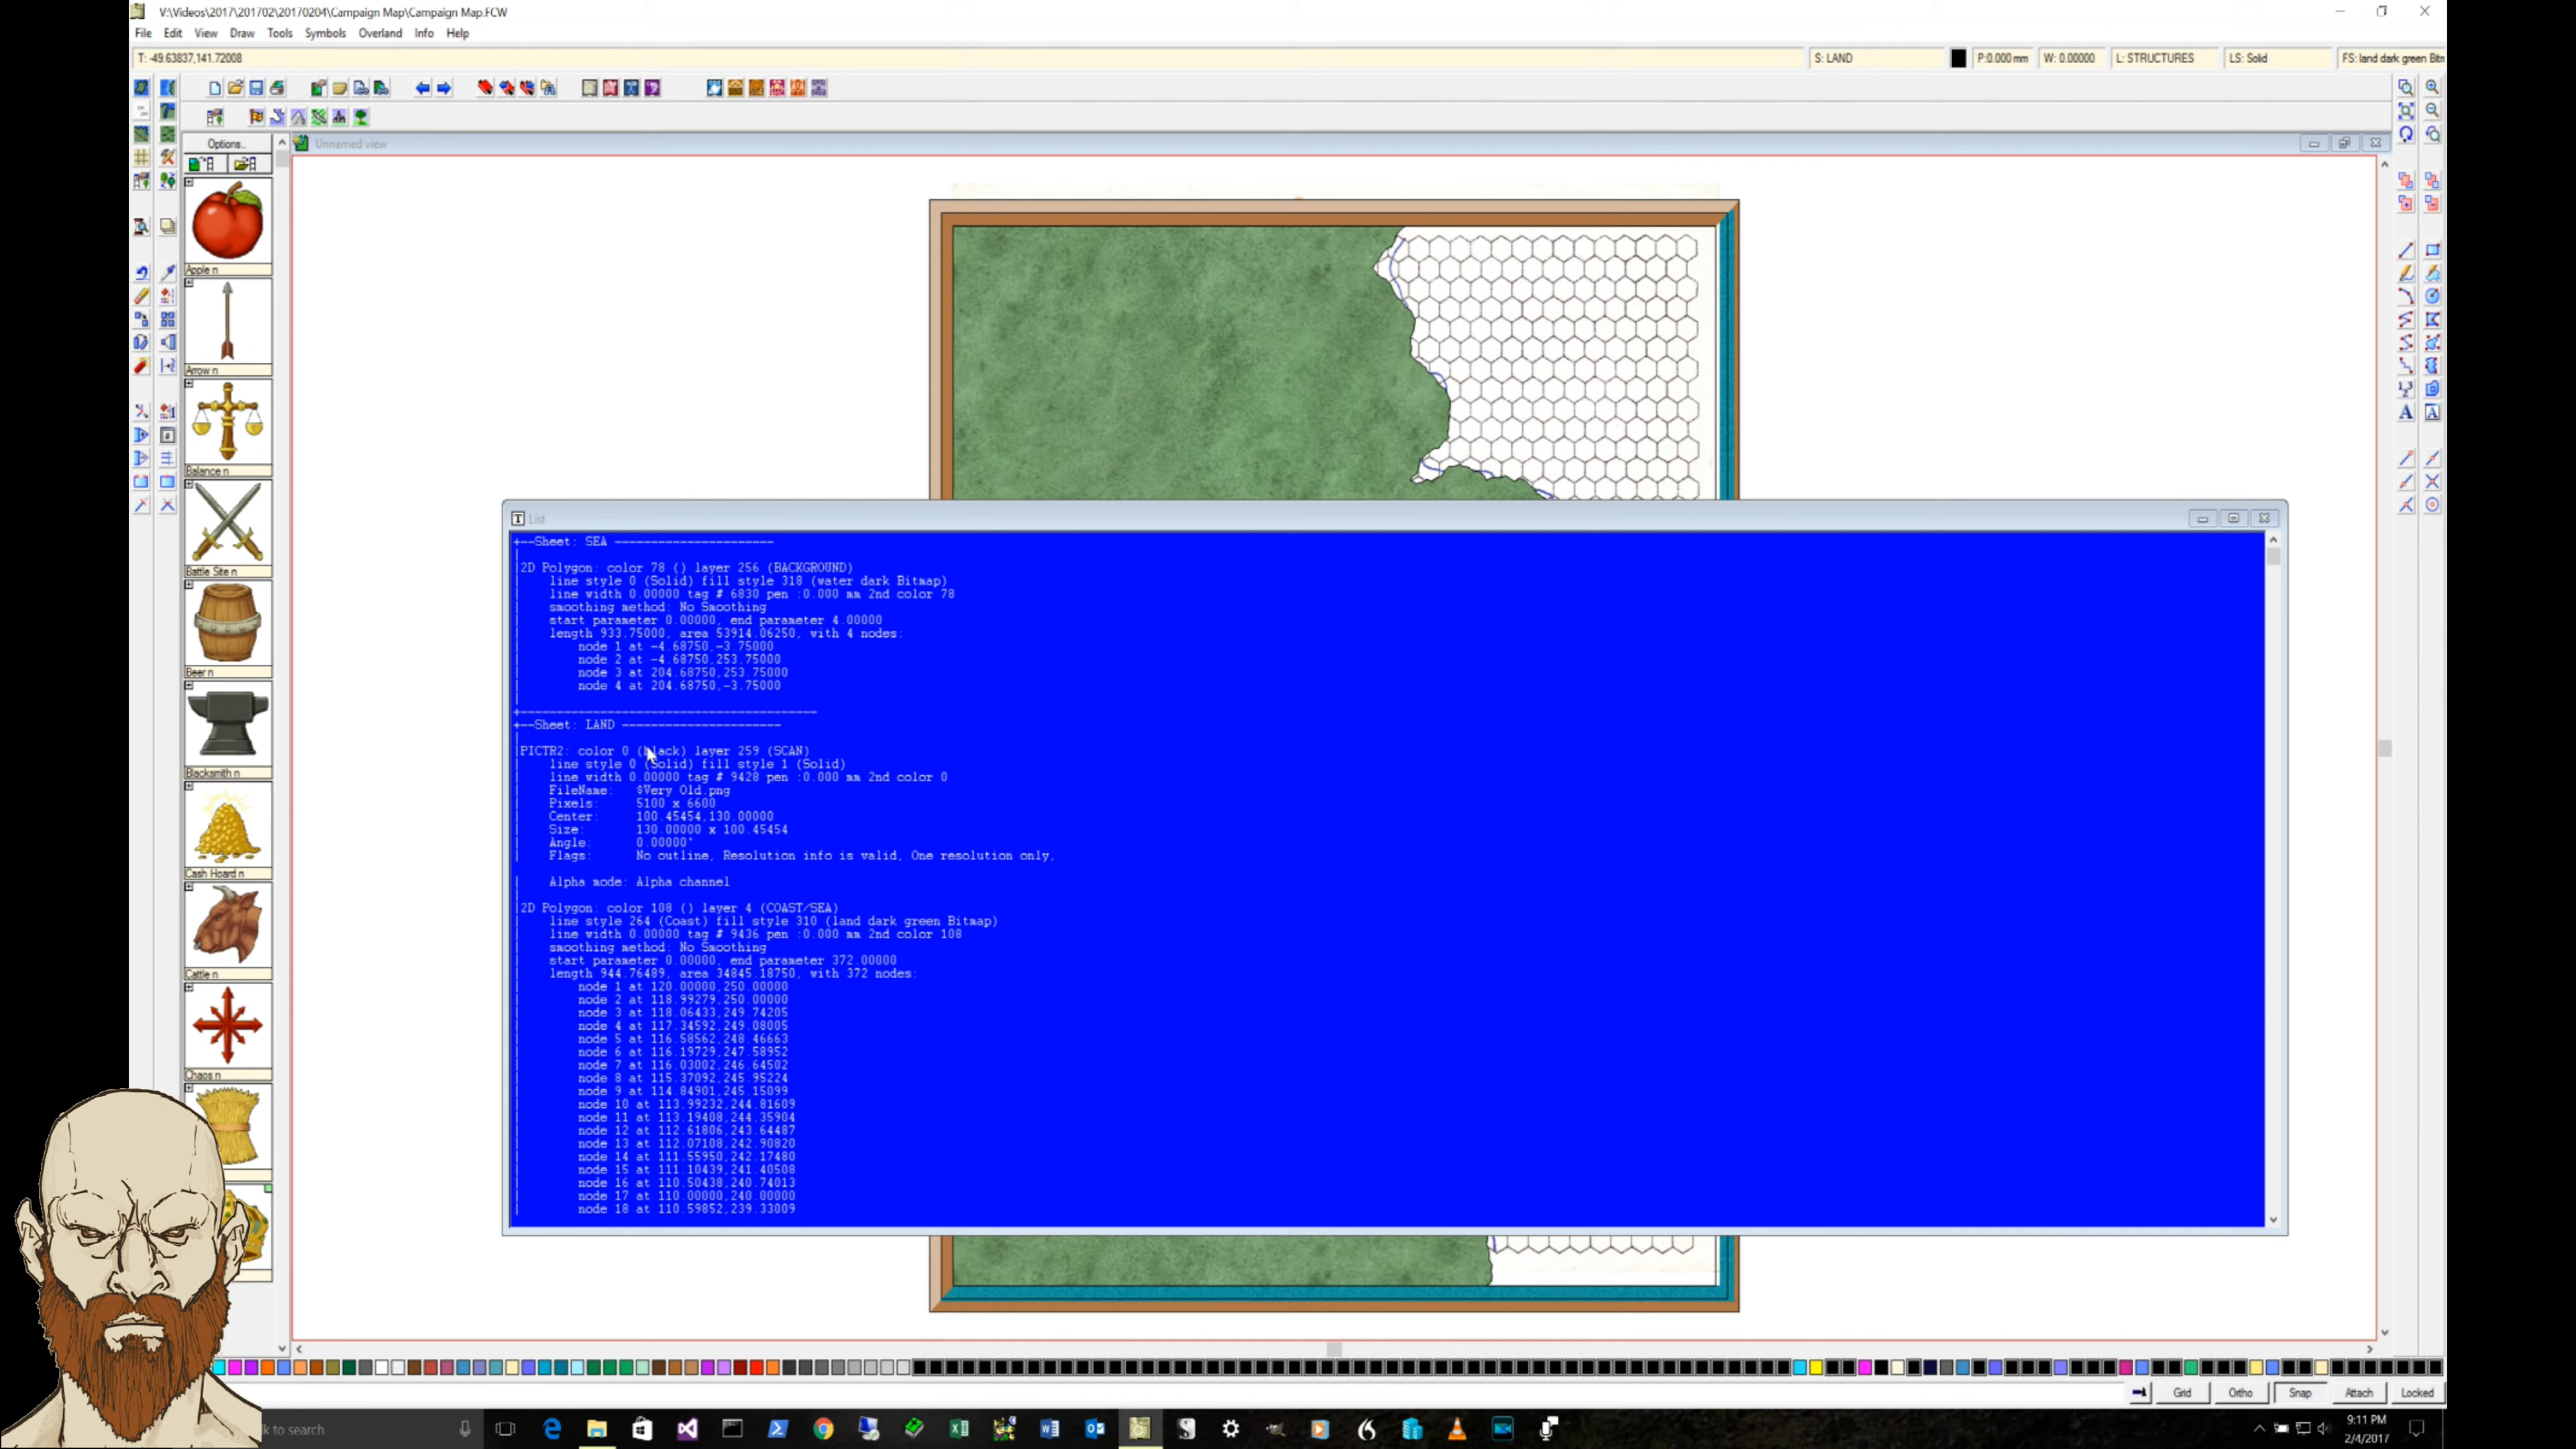 V:\Videos\2017\201702\20170204\Campaign Map\Campaign Map.FCW
File Edit View Draw Tools Symbols Overland Info Help
T: -49.63837,141.72008 S: LAND P:0.000 mm W: 0.00000 L: STRUCTURES LS: Solid FS: land dark green Bitm
Options..
Unnamed view
Apple n
Arrow n
Balance n
Battle Site n
Beer n
Blacksmith n
Cash Hoard n
Cattle n
Chaos n
List
+--Sheet: SEA ----------------------
2D Polygon: color 78 () layer 256 (BACKGROUND)
line style 0 (Solid) fill style 318 (water dark Bitmap)
line width 0.00000 tag # 6830 pen :0.000 mm 2nd color 78
smoothing method: No Smoothing
start parameter 0.00000, end parameter 4.00000
length 933.75000, area 53914.06250, with 4 nodes:
node 1 at -4.68750,-3.75000
node 2 at -4.68750,253.75000
node 3 at 204.68750,253.75000
node 4 at 204.68750,-3.75000
+-----------------------------------------
+--Sheet: LAND ----------------------
PICTR2: color 0 (black) layer 259 (SCAN)
line style 0 (Solid) fill style 1 (Solid)
line width 0.00000 tag # 9428 pen :0.000 mm 2nd color 0
FileName: $Very Old.png
Pixels: 5100 x 6600
Center: 100.45454,130.00000
Size: 130.00000 x 100.45454
Angle: 0.00000'
Flags: No outline, Resolution info is valid, One resolution only,
Alpha mode: Alpha channel
2D Polygon: color 108 () layer 4 (COAST/SEA)
line style 264 (Coast) fill style 310 (land dark green Bitmap)
line width 0.00000 tag # 9436 pen :0.000 mm 2nd color 108
smoothing method: No Smoothing
start parameter 0.00000, end parameter 372.00000
length 944.76489, area 34845.18750, with 372 nodes:
node 1 at 120.00000,250.00000
node 2 at 118.99279,250.00000
node 3 at 118.06433,249.74205
node 4 at 117.34592,249.08005
node 5 at 116.58562,248.46663
node 6 at 116.19729,247.58952
node 7 at 116.03002,246.64502
node 8 at 115.37092,245.95224
node 9 at 114.84901,245.15099
node 10 at 113.99232,244.81609
node 11 at 113.19408,244.35904
node 12 at 112.61806,243.64487
node 13 at 112.07108,242.90820
node 14 at 111.55950,242.17480
node 15 at 111.10439,241.40508
node 16 at 110.50438,240.74013
node 17 at 110.00000,240.00000
node 18 at 110.59852,239.33009
Grid Ortho Snap Attach Locked
k to search
9:11 PM
2/4/2017